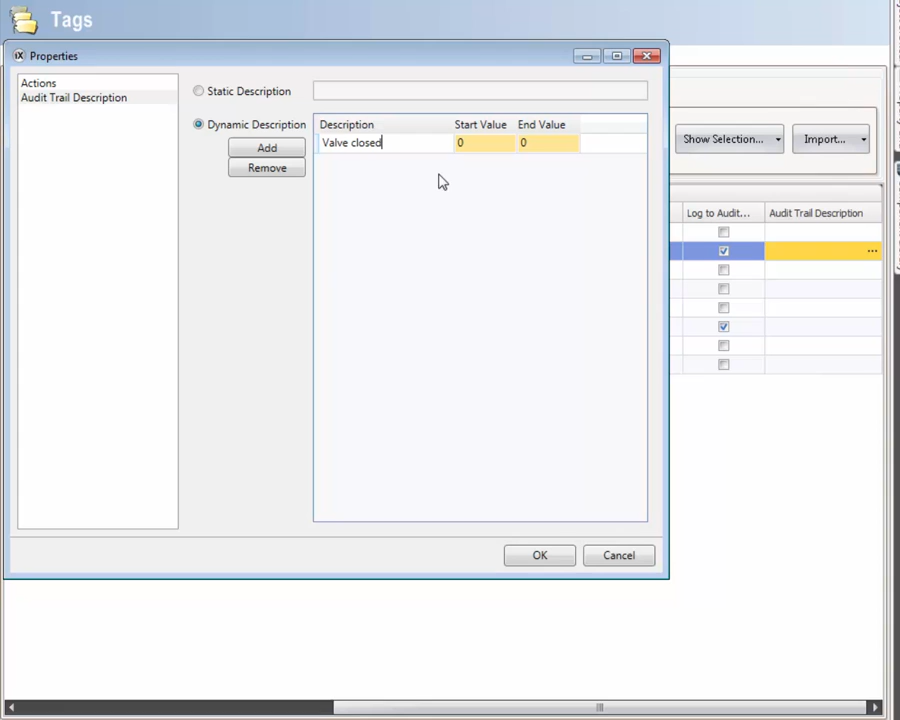 Tags
iX Properties
Actions
Audit Trail Description
Static Description
Dynamic Description
Add
Remove
Description Start Value End Value
Valve closed 0 0
OK Cancel
Show Selection... Import...
Log to Audit... Audit Trail Description
...